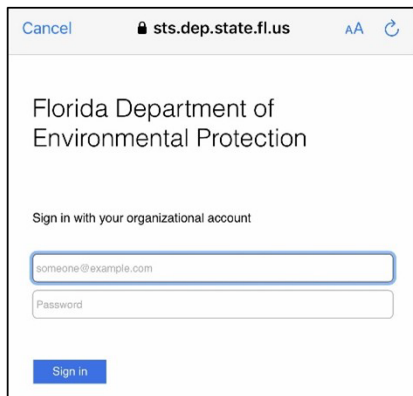 Cancel sts.dep.state.fl.us AA
Florida Department of
Environmental Protection
Sign in with your organizational account
someone@example.com
Password
Sign in